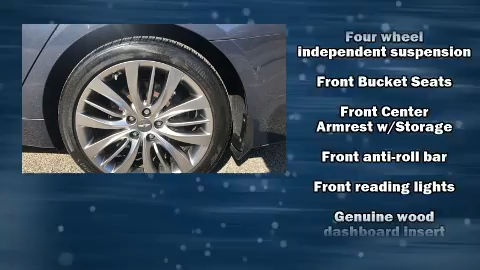 Four wheel
independent suspension
Front Bucket Seats
Front Center
Armrest w/Storage
Front anti-roll bar
Front reading lights
Genuine wood
dashboard insert